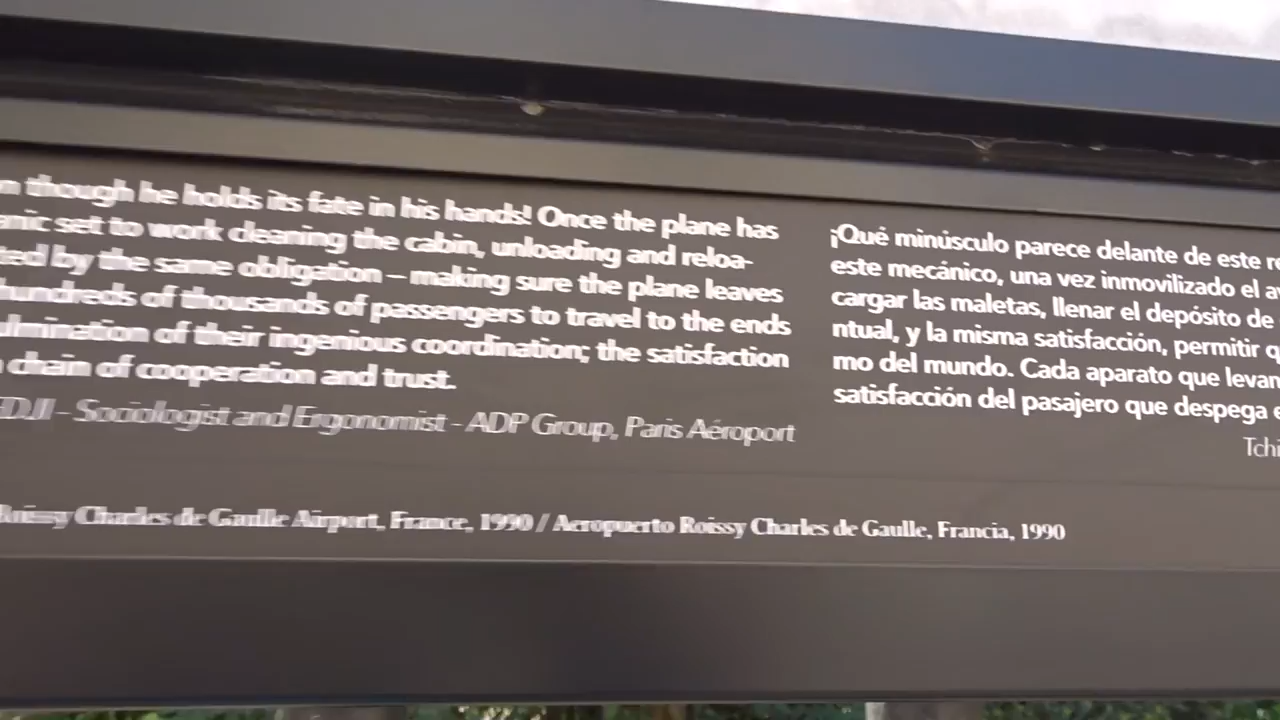 though he holds its fate in his hands! Once the plane has
set to work cleaning the cabin, unloading and reloa-
by the same obligation – making sure the plane leaves
hundreds of thousands of passengers to travel to the ends
of their ingenious coordination; the satisfaction
chain of cooperation and trust.
– Sociologist and Ergonomist - ADP Group, Paris Aéroport
¡Qué minúsculo parece delante de este
este mecánico, una vez inmovilizado el
cargar las maletas, llenar el depósito de
ntual, y la misma satisfacción, permitir
mo del mundo. Cada aparato que
satisfacción del pasajero que despega
Roissy Charles de Gaulle Airport, France, 1990 / Aeropuerto Roissy Charles de Gaulle, Francia, 1990